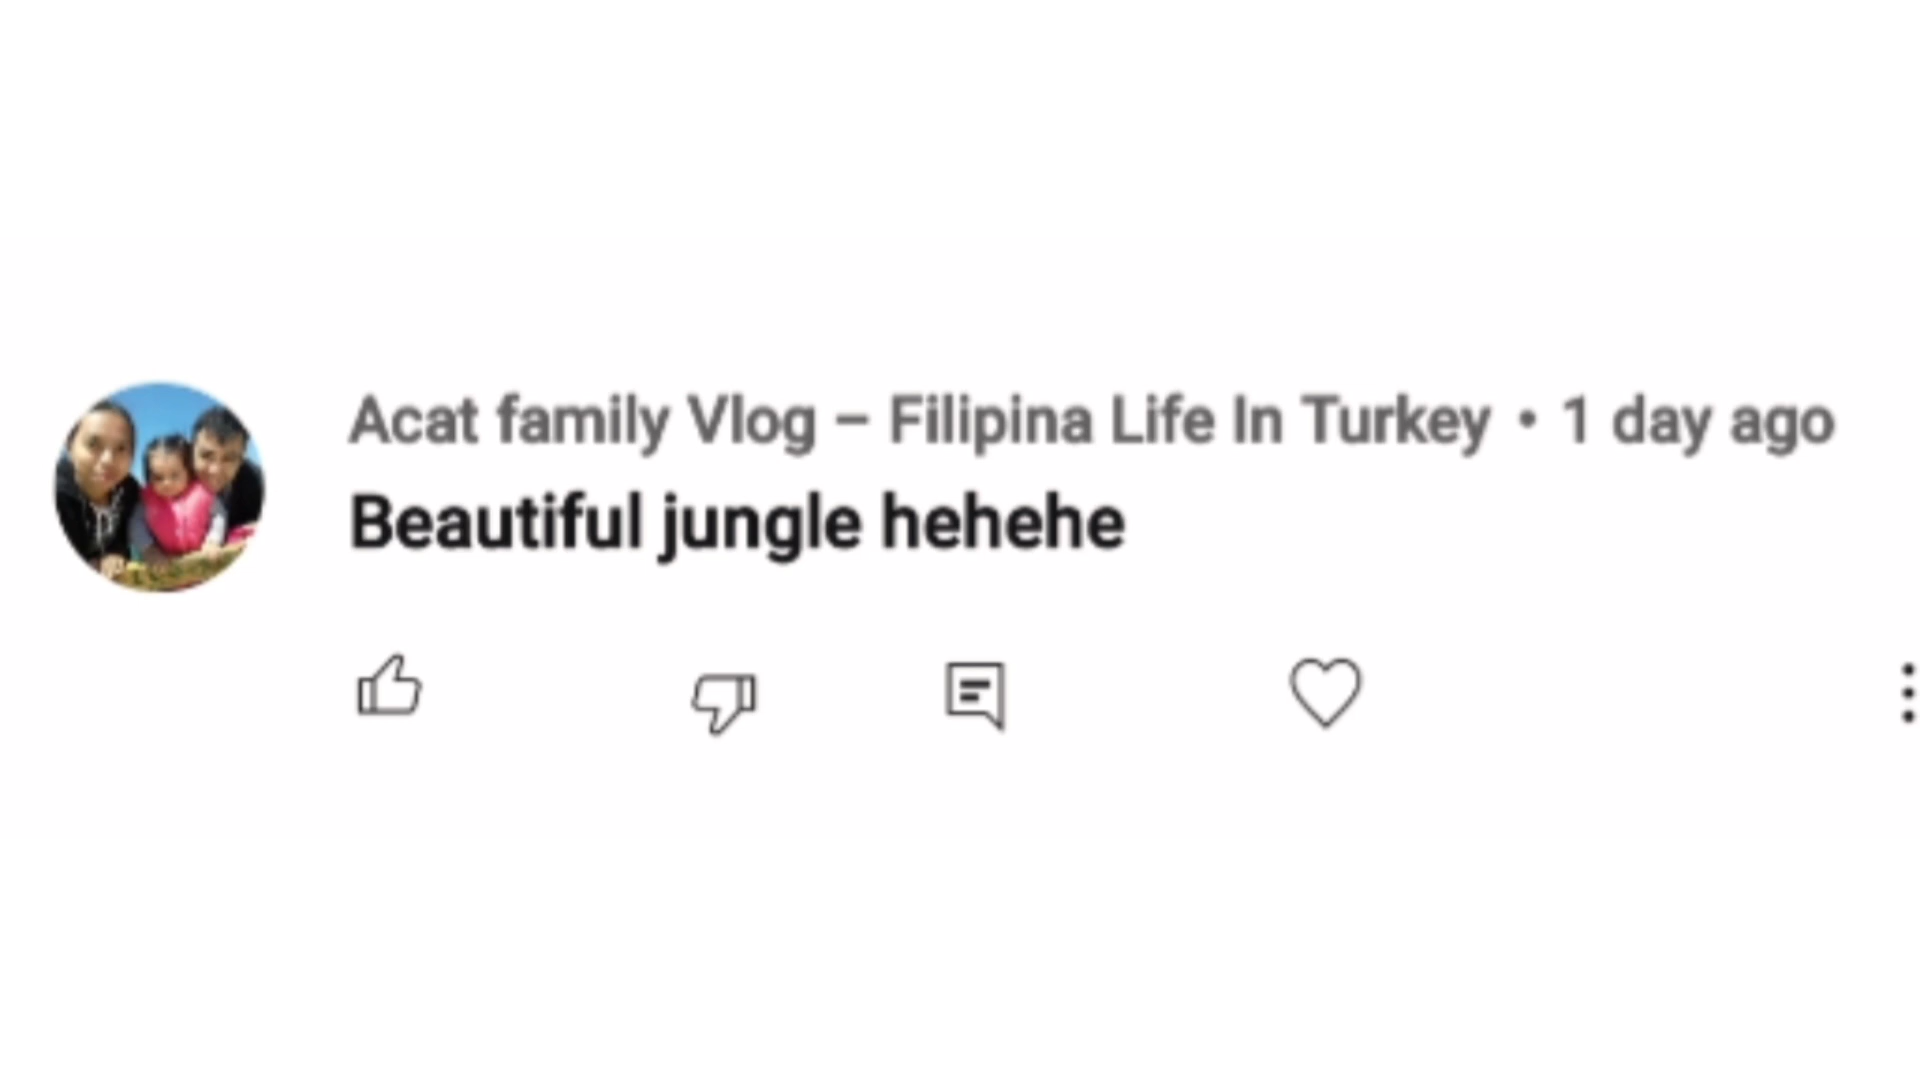 Acat family Vlog – Filipina Life In Turkey • 1 day ago
Beautiful jungle hehehe